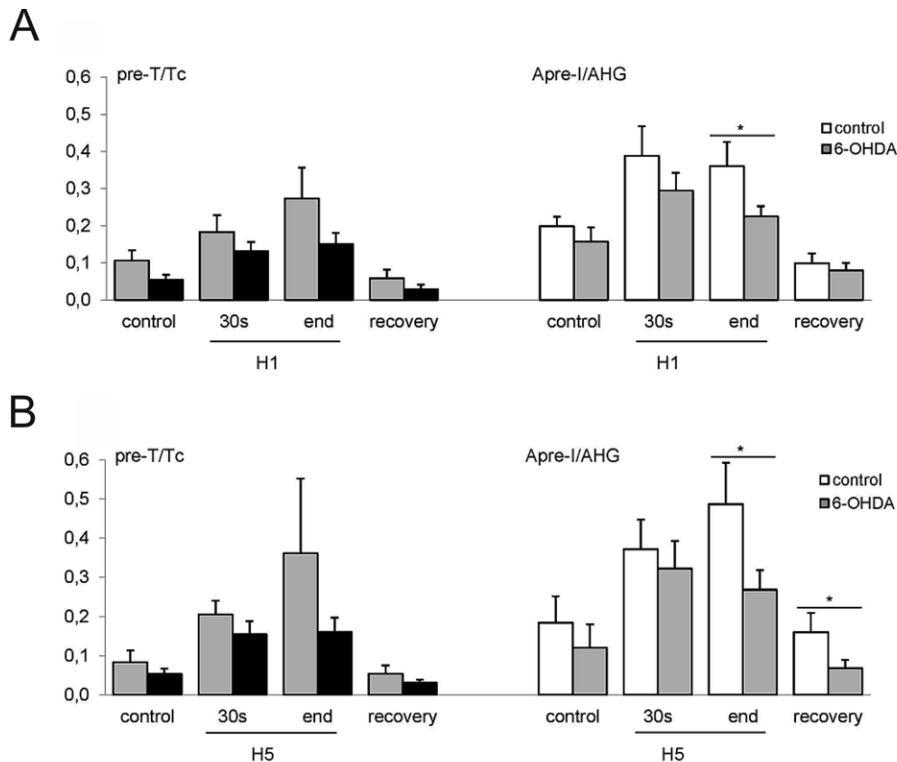 A
pre-T/Tc
Apre-I/AHG
0,6
0,5
0,4
0,3
0,2
0,1
0,0
*
control
6-OHDA
control 30s end recovery
control 30s end recovery
H1
H1
B
pre-T/Tc
Apre-I/AHG
0,6
0,5
0,4
0,3
0,2
0,1
0,0
*
*
control
6-OHDA
control 30s end recovery
control 30s end recovery
H5
H5